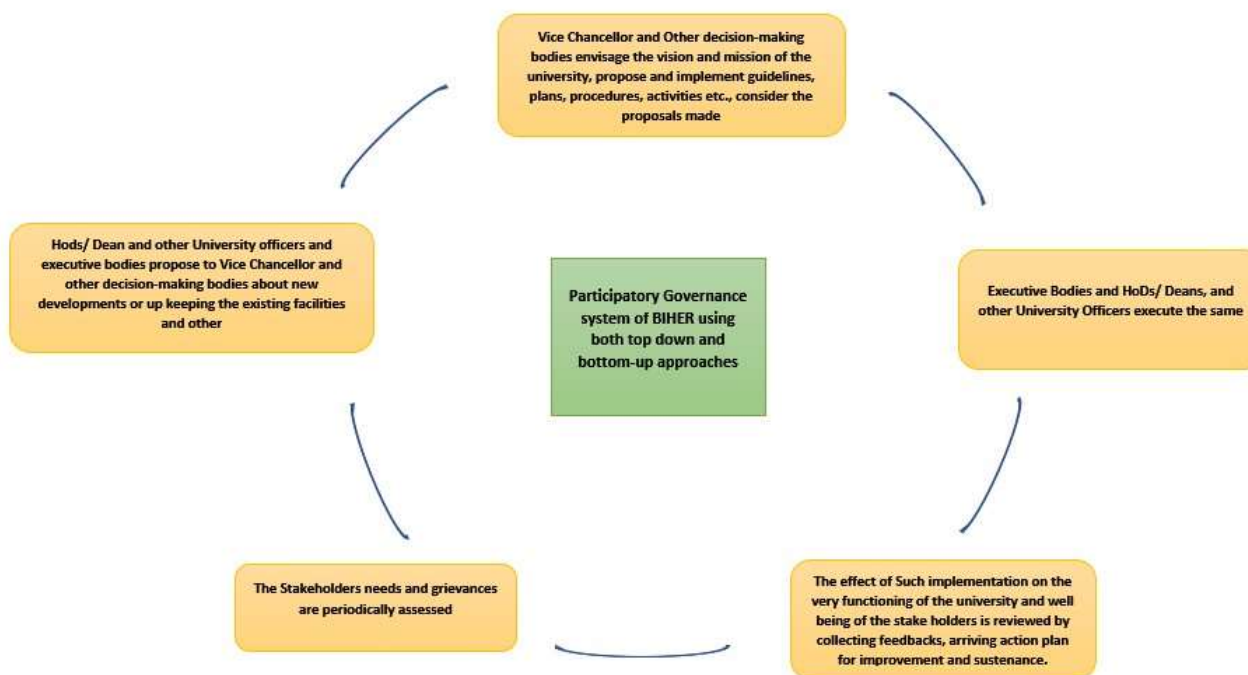 Vice Chancellor and Other decision-making
bodies envisage the vision and mission of the
university, propose and implement guidelines,
plans, procedures, activities etc., consider the
proposals made
Hods/ Dean and other University officers and
executive bodies propose to Vice Chancellor and
other decision-making bodies about new
developments or up keeping the existing facilities
and other
Participatory Governance
system of BIHER using
both top down and
bottom-up approaches
Executive Bodies and HoDs/ Deans, and
other University Officers execute the same
The Stakeholders needs and grievances
are periodically assessed
The effect of Such implementation on the
very functioning of the university and well
being of the stake holders is reviewed by
collecting feedbacks, arriving action plan
for improvement and sustenance.